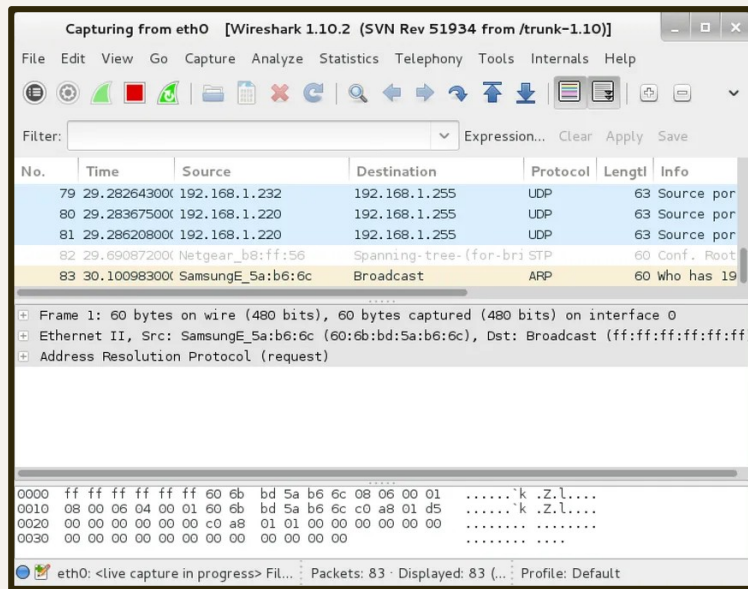 Capturing from eth0 [Wireshark 1.10.2 (SVN Rev 51934 from /trunk-1.10)]
File Edit View Go Capture Analyze Statistics Telephony Tools Internals Help
Filter: Expression... Clear Apply Save
No. Time Source Destination Protocol Lengtl Info
79 29.28264300( 192.168.1.232 192.168.1.255 UDP 63 Source por
80 29.28367500( 192.168.1.220 192.168.1.255 UDP 63 Source por
81 29.28620800( 192.168.1.220 192.168.1.255 UDP 63 Source por
82 29.69087200( Netgear_b8:ff:56 Spanning-tree-(for-bri STP 60 Conf. Root
83 30.10098300( SamsungE_5a:b6:6c Broadcast ARP 60 Who has 19
Frame 1: 60 bytes on wire (480 bits), 60 bytes captured (480 bits) on interface 0
Ethernet II, Src: SamsungE_5a:b6:6c (60:6b:bd:5a:b6:6c), Dst: Broadcast (ff:ff:ff:ff:ff:ff
Address Resolution Protocol (request)
0000 ff ff ff ff ff ff 60 6b bd 5a b6 6c 08 06 00 01 ......`k .Z.l....
0010 08 00 06 04 00 01 60 6b bd 5a b6 6c c0 a8 01 d5 ......`k .Z.l....
0020 00 00 00 00 00 00 c0 a8 01 01 00 00 00 00 00 00 ........ ........
0030 00 00 00 00 00 00 00 00 00 00 00 00 ........ ....
eth0: <live capture in progress> Fil... Packets: 83 · Displayed: 83 (... Profile: Default